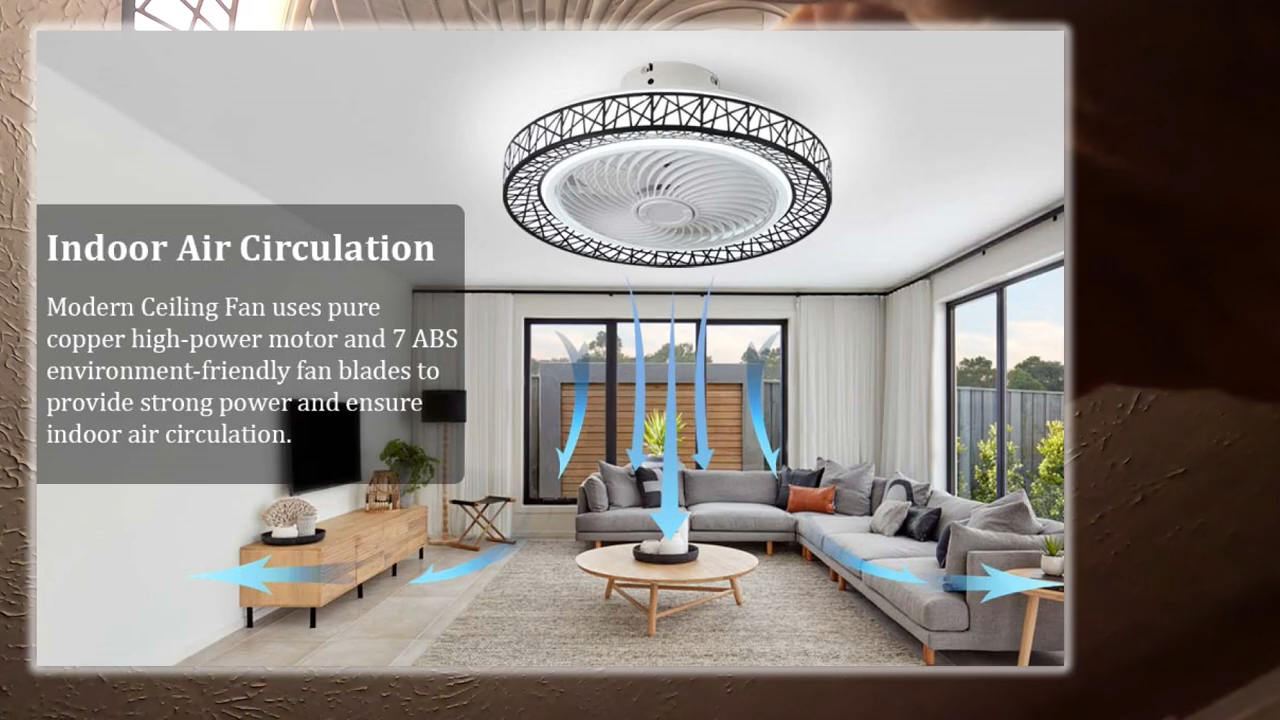 Indoor Air Circulation
Modern Ceiling Fan uses pure
copper high-power motor and 7 ABS
environment-friendly fan blades to
provide strong power and ensure
indoor air circulation.